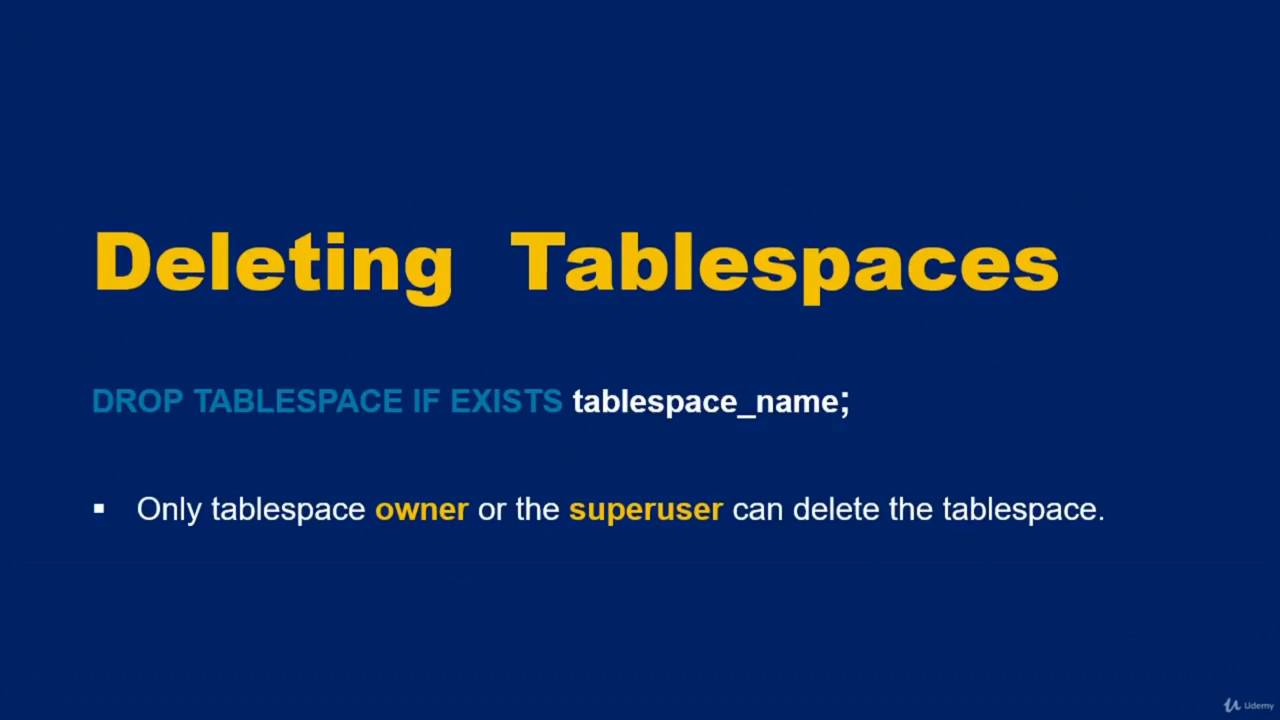 Deleting Tablespaces
DROP TABLESPACE IF EXISTS tablespace_name;
▪ Only tablespace owner or the superuser can delete the tablespace.
Udemy